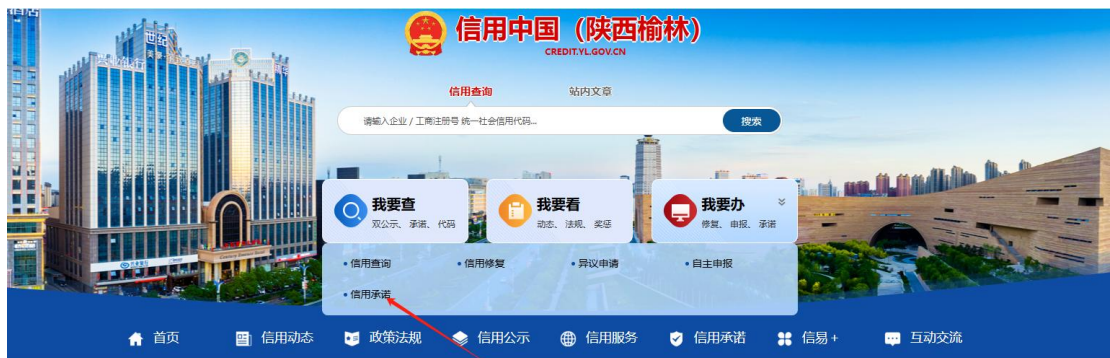 信用中国（陕西榆林）
CREDIT.YL.GOV.CN
信用查询 站内文章
请输入企业 / 工商注册号 统一社会信用代码... 搜索
我要查 我要看 我要办
双公示、承诺、代码 动态、法规、奖惩 修复、申报、承诺
• 信用查询 • 信用修复 • 异议申请 • 自主申报
• 信用承诺
首页 信用动态 政策法规 信用公示 信用服务 信用承诺 信易+ 互动交流